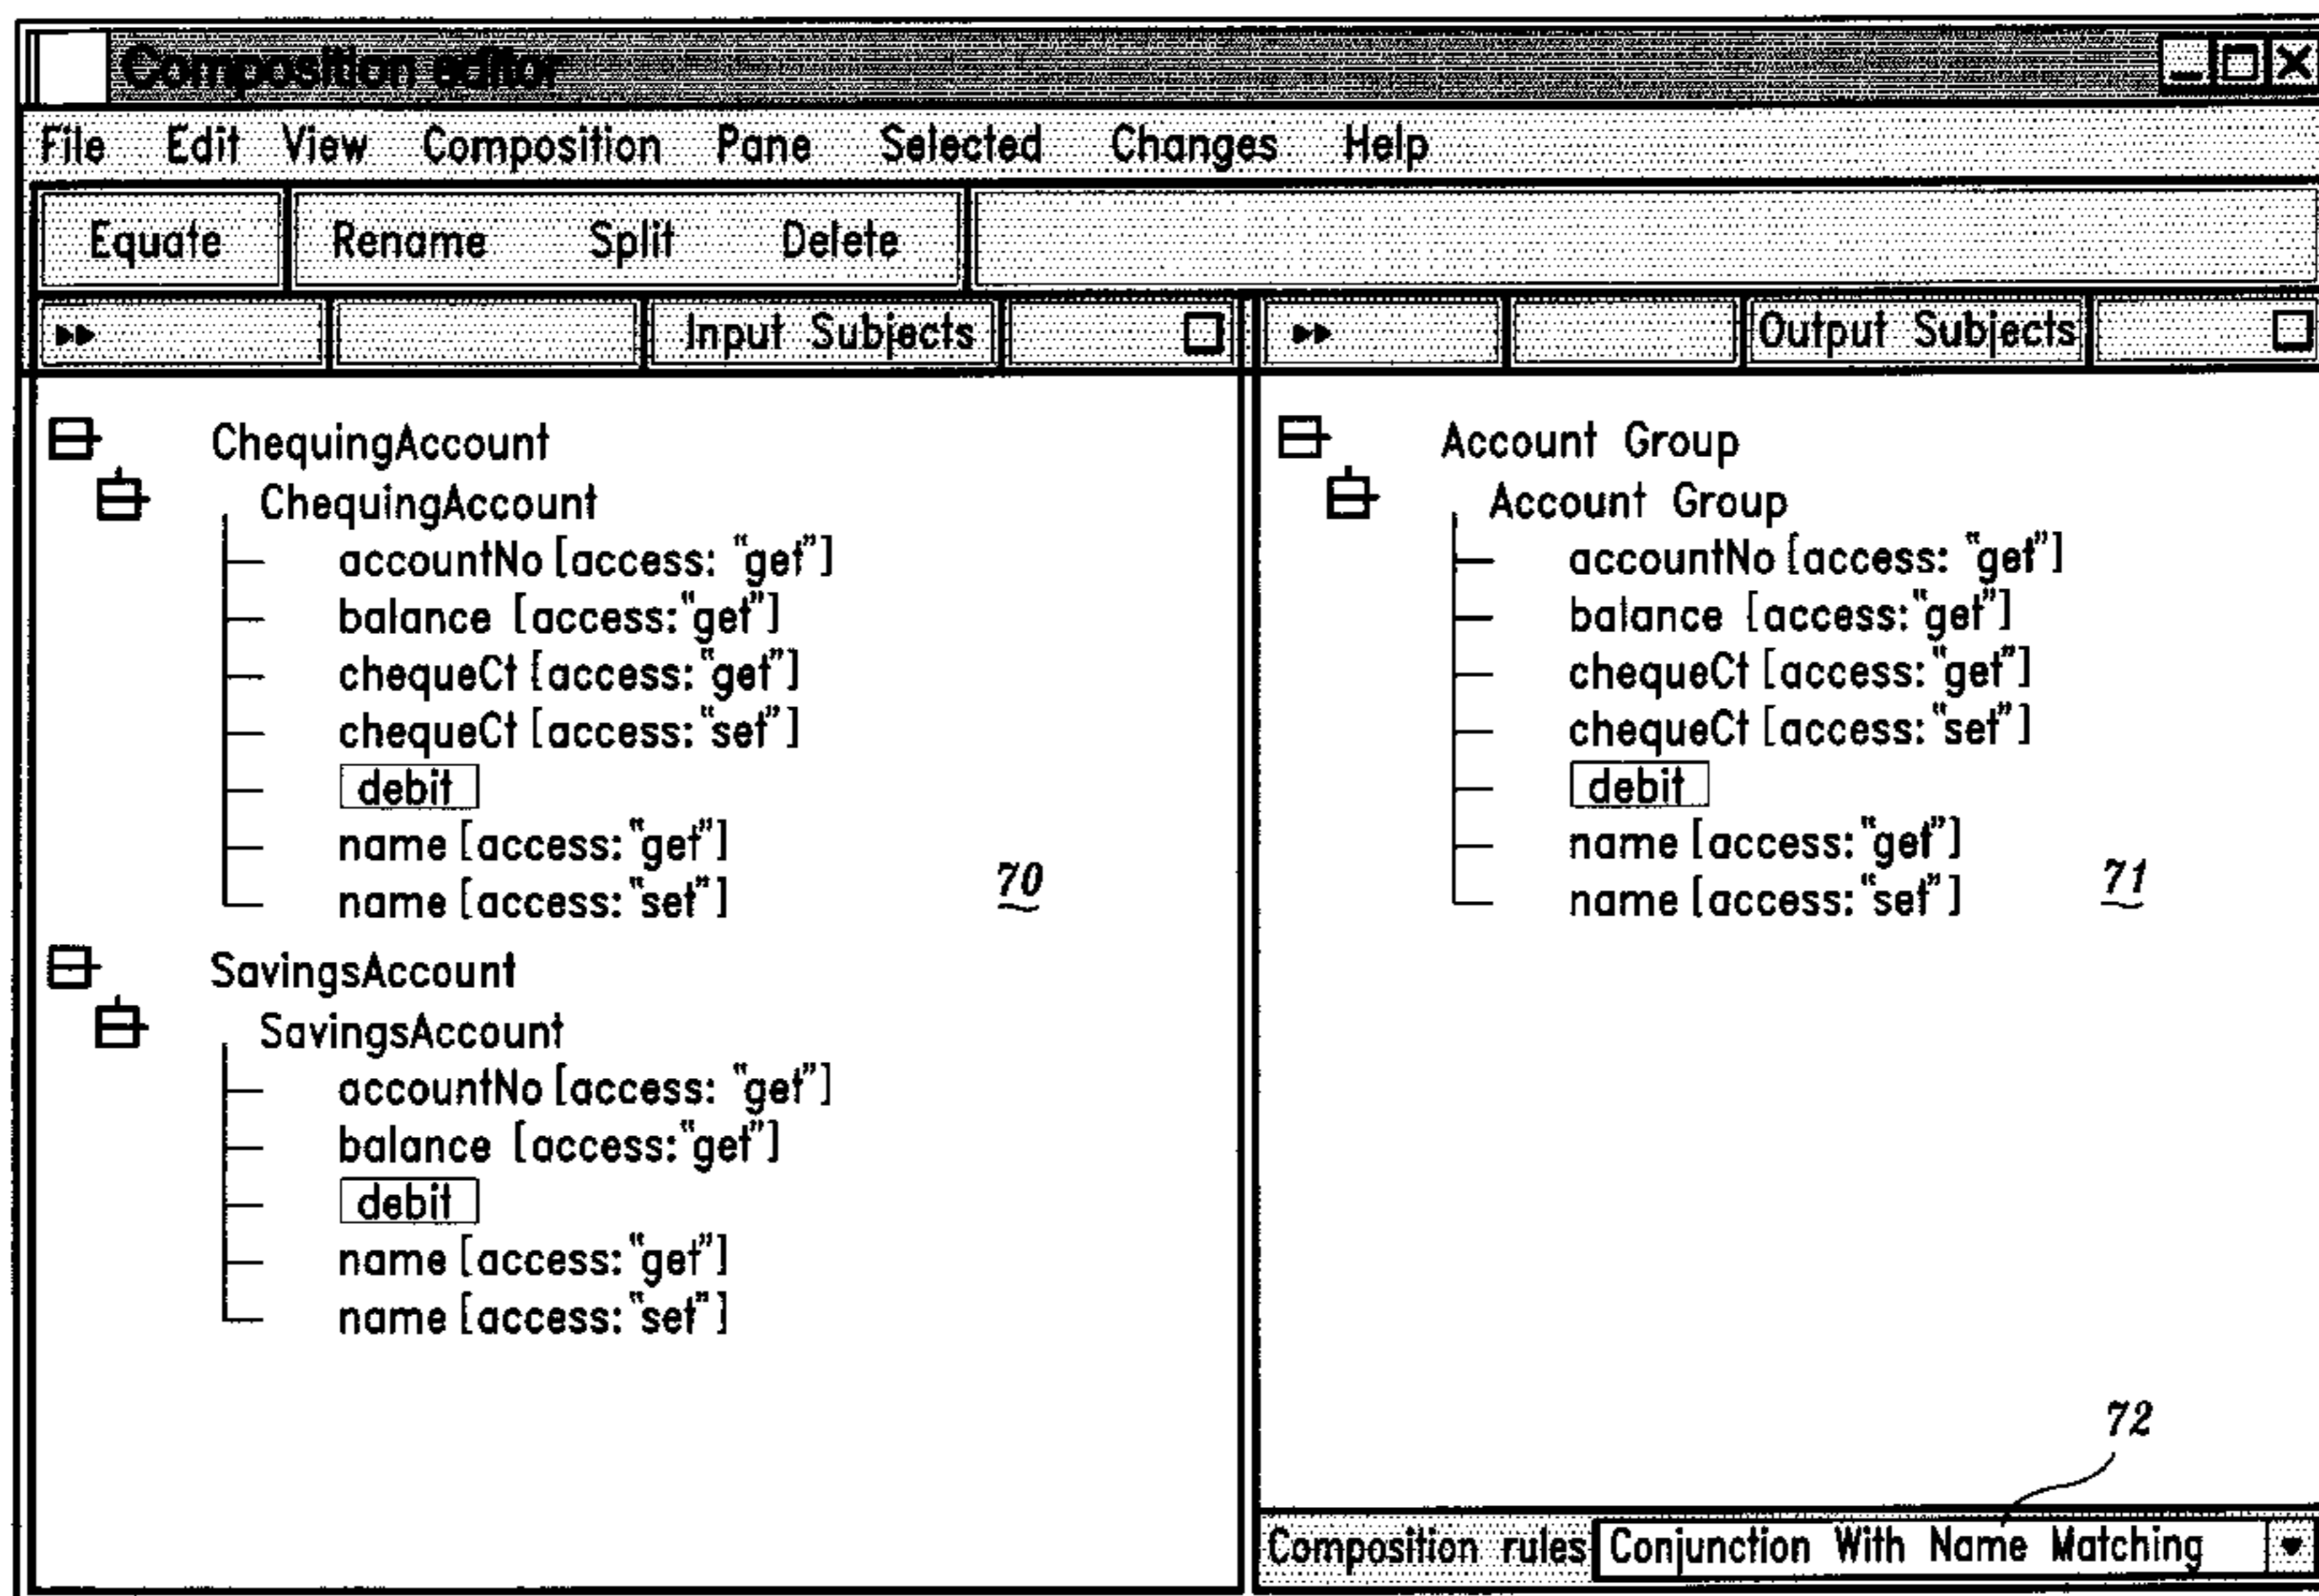 Composition editor
File Edit View Composition Pane Selected Changes Help
Equate Rename Split Delete
Input Subjects
ChequingAccount
ChequingAccount
accountNo [access: "get"]
balance [access:"get"]
chequeCt [access:"get"]
chequeCt [access:"set"]
debit
name [access:"get"]
name [access:"set"]
70
SavingsAccount
SavingsAccount
accountNo [access: "get"]
balance [access:"get"]
debit
name [access:"get"]
name [access:"set"]
Output Subjects
Account Group
Account Group
accountNo [access: "get"]
balance [access:"get"]
chequeCt [access:"get"]
chequeCt [access:"set"]
debit
name [access:"get"]
name [access:"set"]
71
72
Composition rules Conjunction With Name Matching